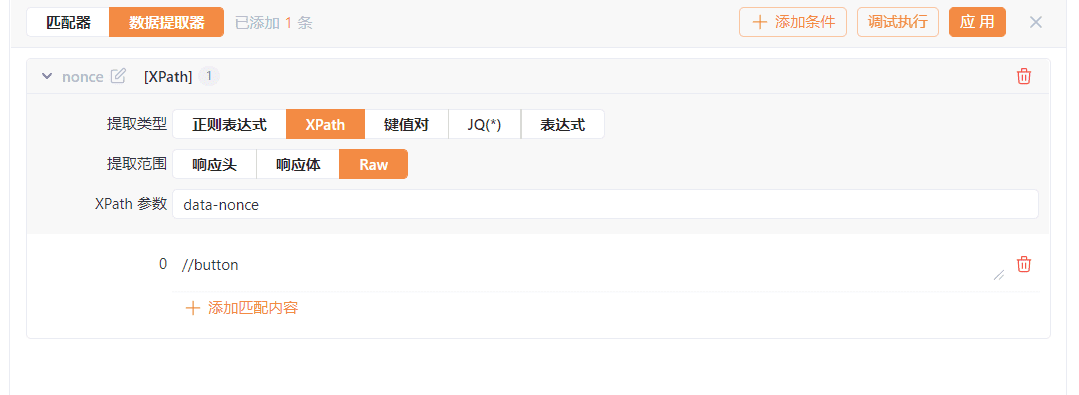 匹配器 数据提取器 已添加 1 条 添加条件 调试执行 应 用
nonce [XPath] 1
提取类型 正则表达式 XPath 键值对 JQ(*) 表达式
提取范围 响应头 响应体 Raw
XPath 参数 data-nonce
0 //button
添加匹配内容